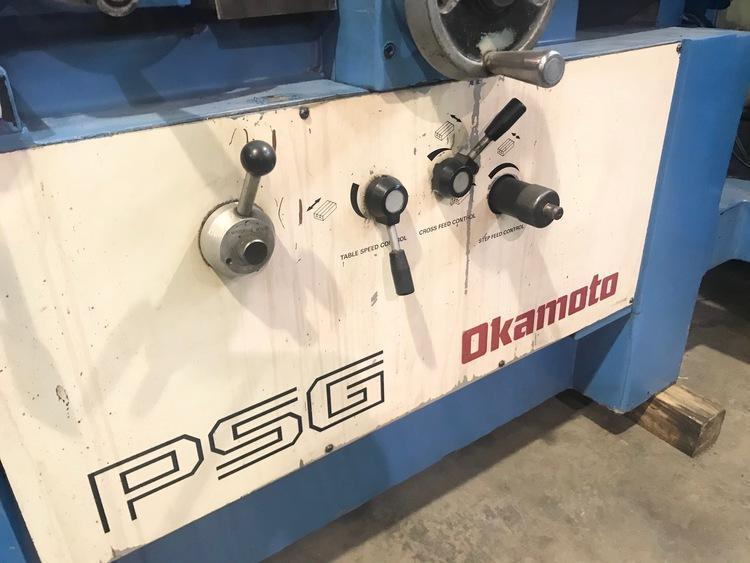 TABLE SPEED CONTROL
CROSS FEED CONTROL
STEP FEED CONTROL
Okamoto
PSG